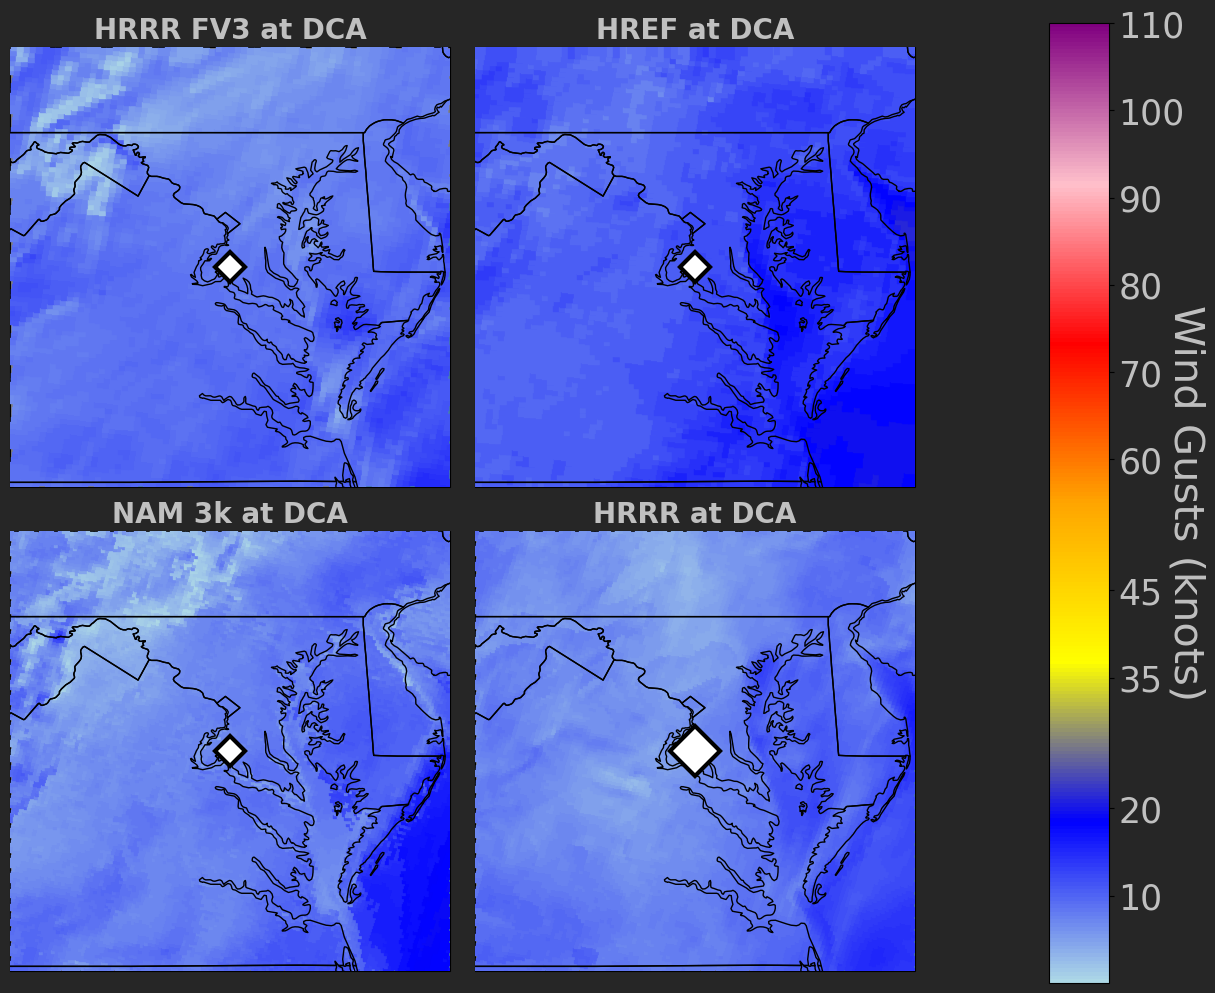 HRRR FV3 at DCA
HREF at DCA
NAM 3k at DCA
HRRR at DCA
110
100
90
80
70
60
45
35
20
10
Wind Gusts (knots)